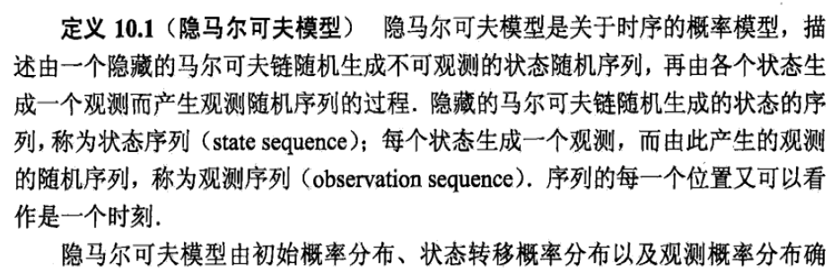 定义 10.1（隐马尔可夫模型） 隐马尔可夫模型是关于时序的概率模型，描
述由一个隐藏的马尔可夫链随机生成不可观测的状态随机序列，再由各个状态生
成一个观测而产生观测随机序列的过程．隐藏的马尔可夫链随机生成的状态的序
列，称为状态序列（state sequence）；每个状态生成一个观测，而由此产生的观测
的随机序列，称为观测序列（observation sequence）．序列的每一个位置又可以看
作是一个时刻．
隐马尔可夫模型由初始概率分布、状态转移概率分布以及观测概率分布确